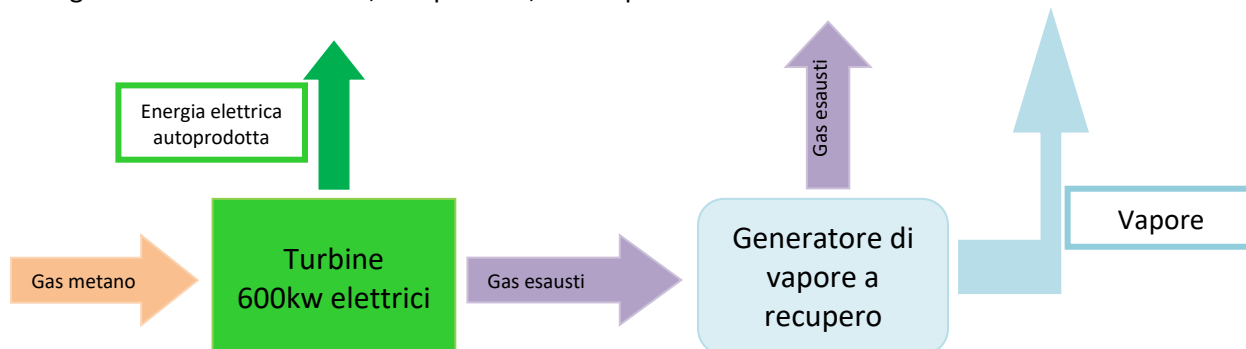 Energia elettrica
autoprodotta
Gas esausti
Vapore
Gas metano
Turbine
600kw elettrici
Gas esausti
Generatore di
vapore a
recupero